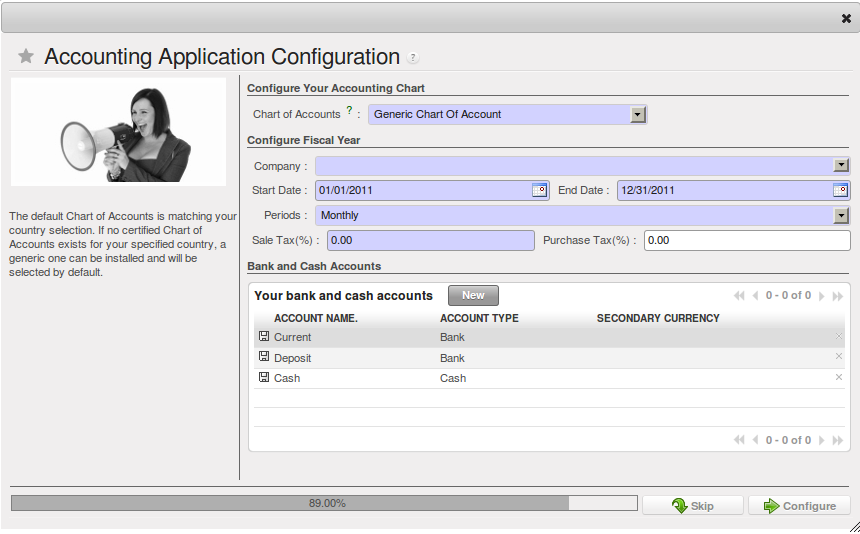 Accounting Application Configuration ?
Configure Your Accounting Chart
Chart of Accounts ? : Generic Chart Of Account
Configure Fiscal Year
Company :
Start Date : 01/01/2011 End Date : 12/31/2011
Periods : Monthly
Sale Tax(%) : 0.00 Purchase Tax(%) : 0.00
The default Chart of Accounts is matching your
country selection. If no certified Chart of
Accounts exists for your specified country, a
generic one can be installed and will be
selected by default.
Bank and Cash Accounts
Your bank and cash accounts New 0 - 0 of 0
ACCOUNT NAME. ACCOUNT TYPE SECONDARY CURRENCY
Current Bank
Deposit Bank
Cash Cash
0 - 0 of 0
89.00% Skip Configure